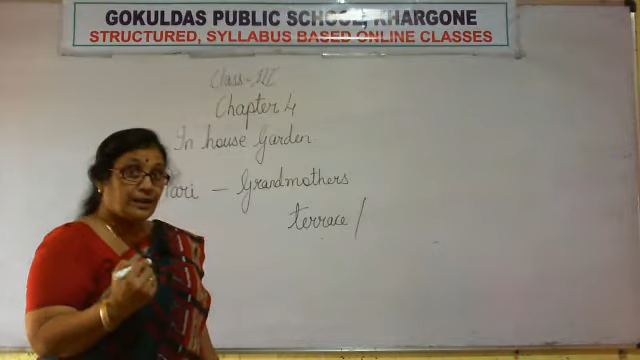 GOKULDAS PUBLIC SCHOOL, KHARGONE
STRUCTURED, SYLLABUS BASED ONLINE CLASSES
Class-III
Chapter 4
In house Garden
- Grandmothers
terrace /